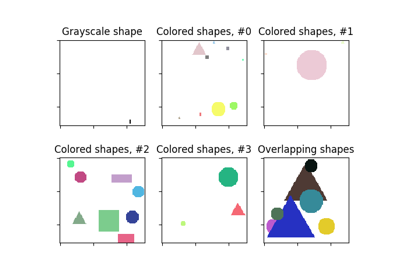 Grayscale shape
Colored shapes, #0
Colored shapes, #1
Colored shapes, #2
Colored shapes, #3
Overlapping shapes